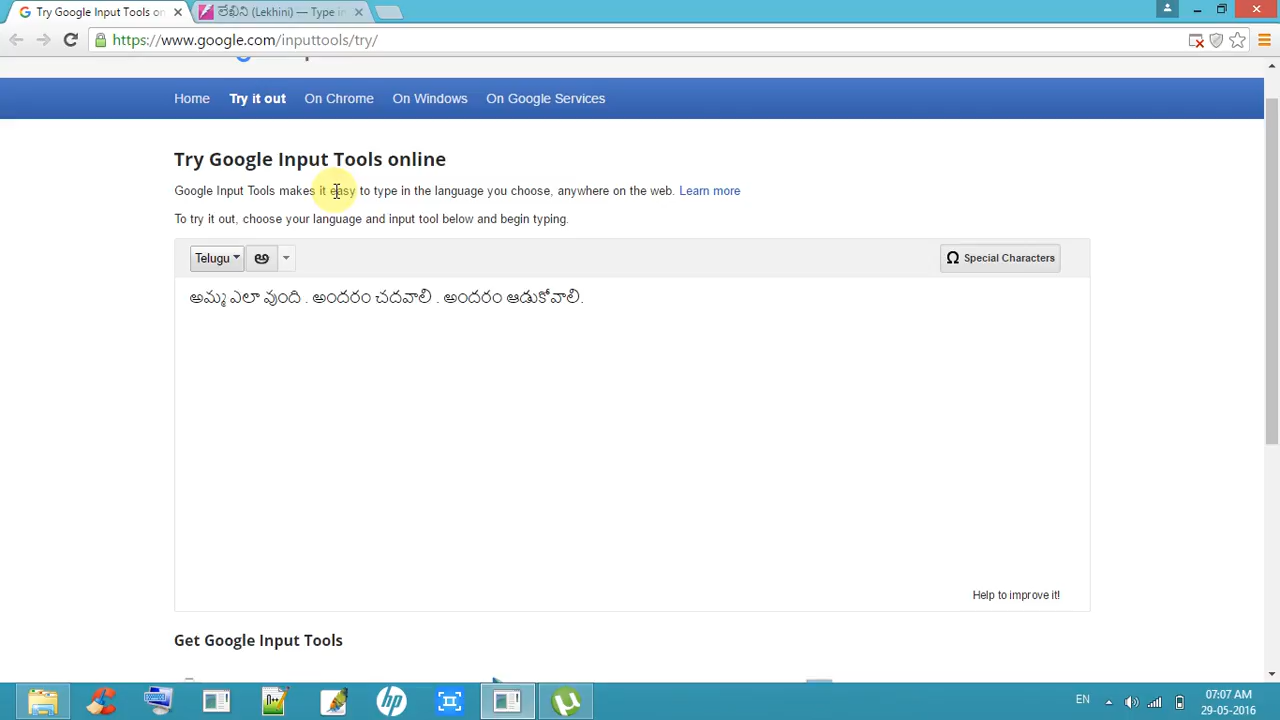 Try Google Input Tools on
లేఖిని (Lekhini) — Type in
https://www.google.com/inputtools/try/
Home Try it out On Chrome On Windows On Google Services
Try Google Input Tools online
Google Input Tools makes it easy to type in the language you choose, anywhere on the web. Learn more
To try it out, choose your language and input tool below and begin typing.
Telugu అ Ω Special Characters
అమ్మ ఎలా వుంది . అందరం చదవాలి . అందరం ఆడుకోవాలి.
Help to improve it!
Get Google Input Tools
hp
EN 07:07 AM
29-05-2016